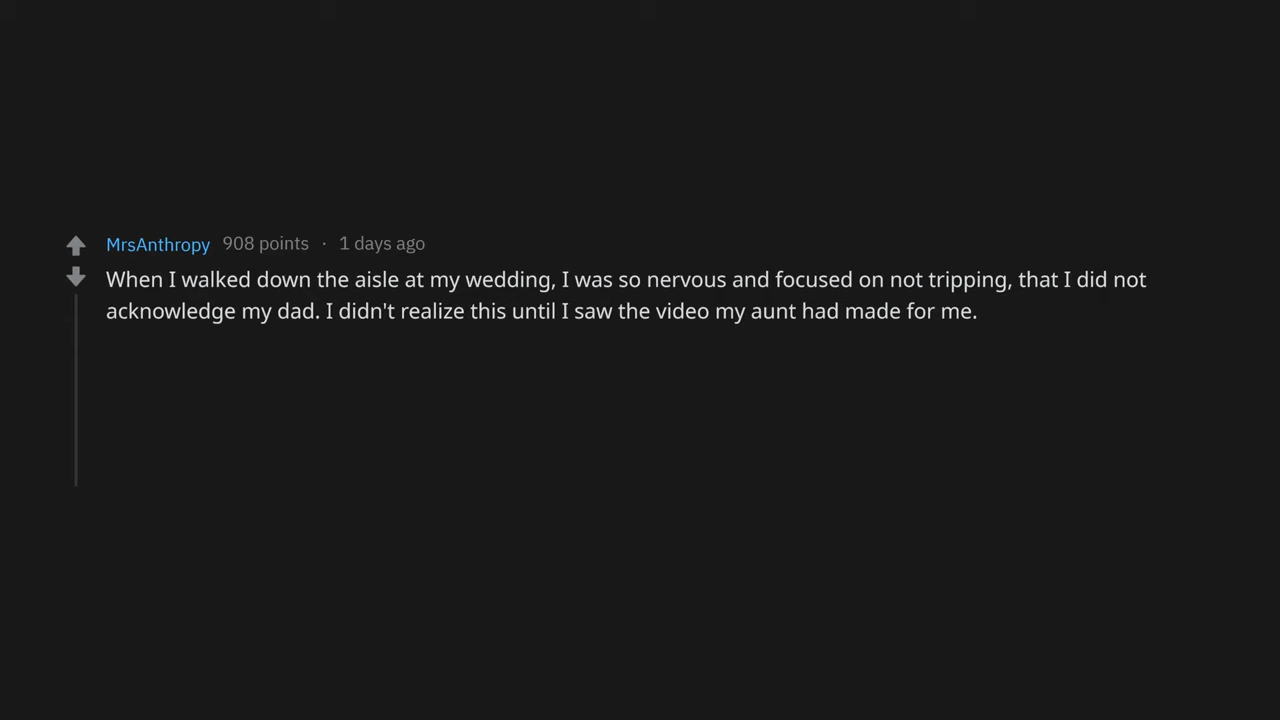 MrsAnthropy 908 points · 1 days ago
When I walked down the aisle at my wedding, I was so nervous and focused on not tripping, that I did not
acknowledge my dad. I didn't realize this until I saw the video my aunt had made for me.